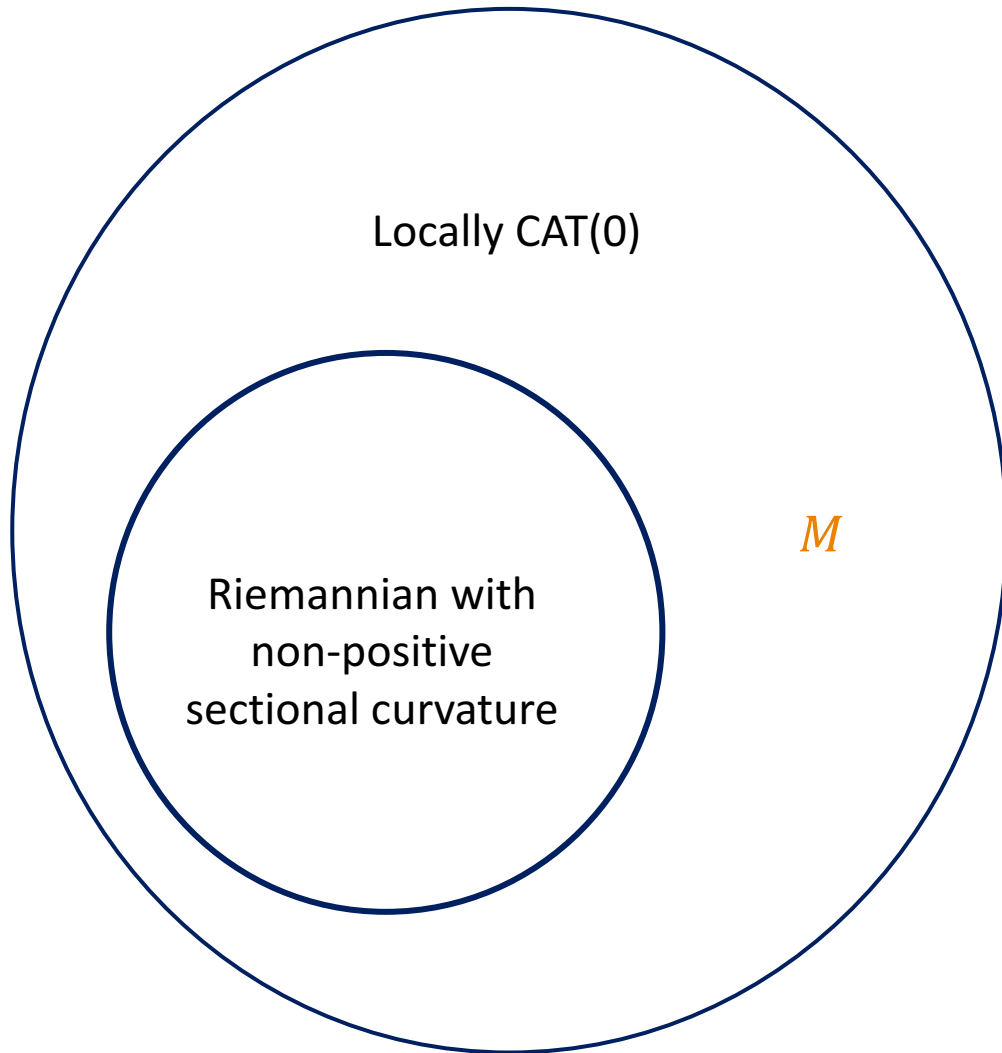 Locally CAT(0)
M
Riemannian with
non-positive
sectional curvature